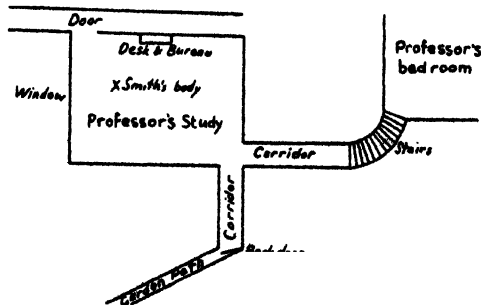 Door
Desk & Bureau
Professor's
bed room
Window
x Smith's body
Professor's Study
Corridor
Stairs
Corridor
Garden Path